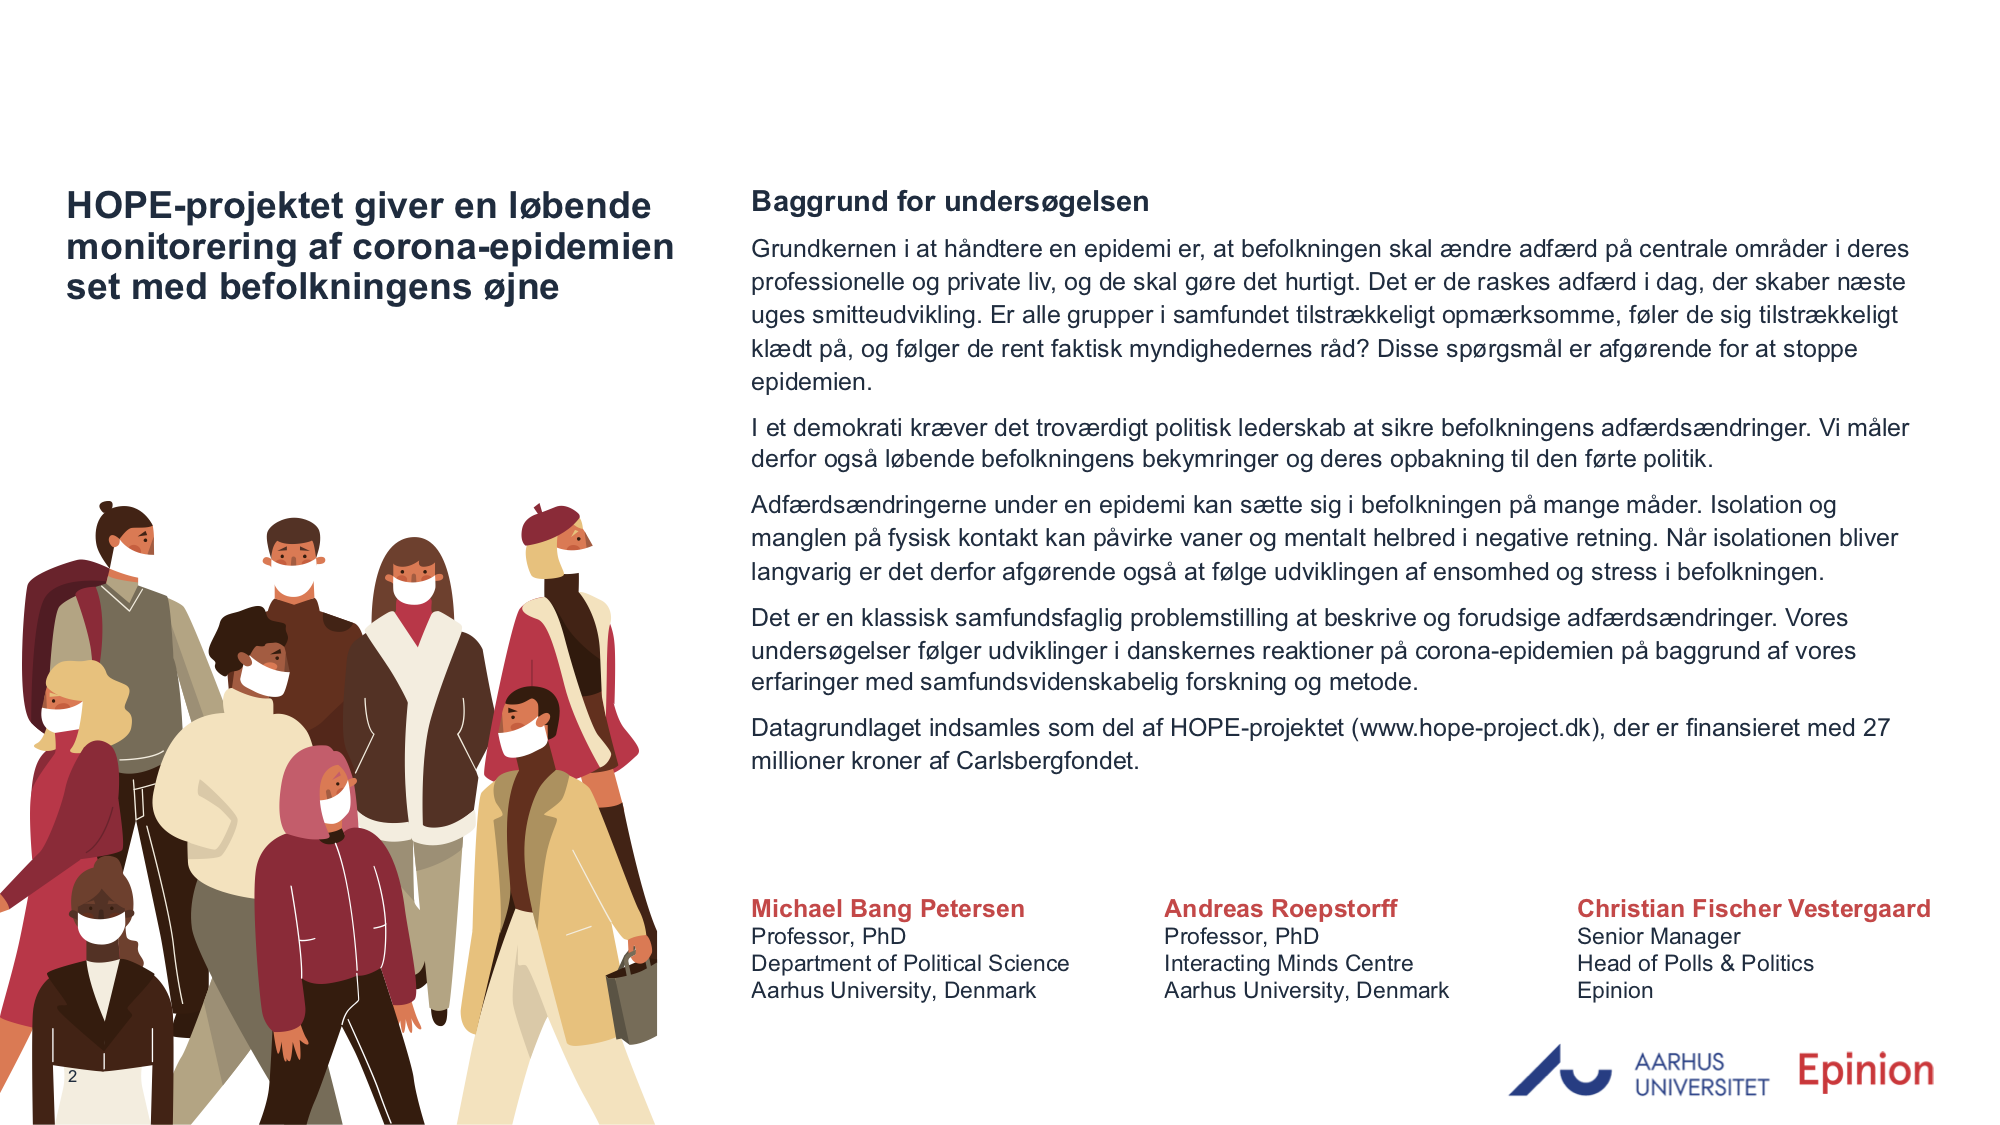 HOPE-projektet giver en løbende
monitorering af corona-epidemien
set med befolkningens øjne
Baggrund for undersøgelsen
Grundkernen i at håndtere en epidemi er, at befolkningen skal ændre adfærd på centrale områder i deres
professionelle og private liv, og de skal gøre det hurtigt. Det er de raskes adfærd i dag, der skaber næste
uges smitteudvikling. Er alle grupper i samfundet tilstrækkeligt opmærksomme, føler de sig tilstrækkeligt
klædt på, og følger de rent faktisk myndighedernes råd? Disse spørgsmål er afgørende for at stoppe
epidemien.
I et demokrati kræver det troværdigt politisk lederskab at sikre befolkningens adfærdsændringer. Vi måler
derfor også løbende befolkningens bekymringer og deres opbakning til den førte politik.
Adfærdsændringerne under en epidemi kan sætte sig i befolkningen på mange måder. Isolation og
manglen på fysisk kontakt kan påvirke vaner og mentalt helbred i negative retning. Når isolationen bliver
langvarig er det derfor afgørende også at følge udviklingen af ensomhed og stress i befolkningen.
Det er en klassisk samfundsfaglig problemstilling at beskrive og forudsige adfærdsændringer. Vores
undersøgelser følger udviklinger i danskernes reaktioner på corona-epidemien på baggrund af vores
erfaringer med samfundsvidenskabelig forskning og metode.
Datagrundlaget indsamles som del af HOPE-projektet (www.hope-project.dk), der er finansieret med 27
millioner kroner af Carlsbergfondet.
Michael Bang Petersen
Professor, PhD
Department of Political Science
Aarhus University, Denmark
Andreas Roepstorff
Professor, PhD
Interacting Minds Centre
Aarhus University, Denmark
Christian Fischer Vestergaard
Senior Manager
Head of Polls & Politics
Epinion
AARHUS
UNIVERSITET
Epinion
2